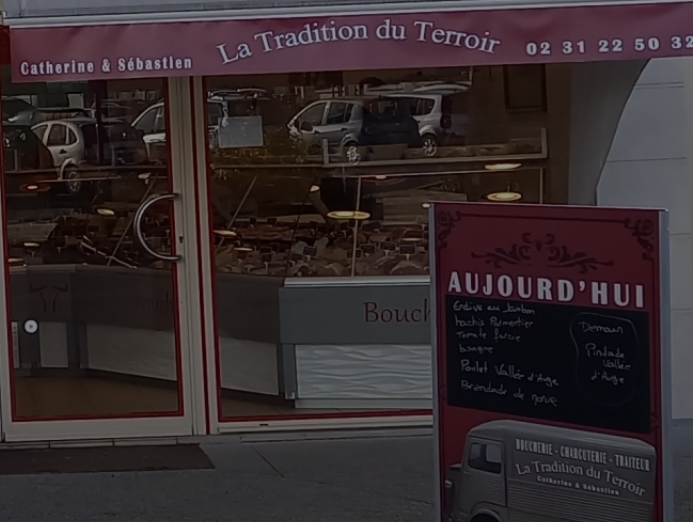 Catherine & Sébastien
La Tradition du Terroir
02 31 22 50 32
Bouch
AUJOURD'HUI
Endive au Jambon
hachis Parmentier
Tomate farcie
lasagne
Poulet Vallée d'Auge
Brandade de morue
Demain
Pintade
Vallée
d'Auge
BOUCHERIE - CHARCUTERIE - TRAITEUR
La Tradition du Terroir
Catherine & Sébastien